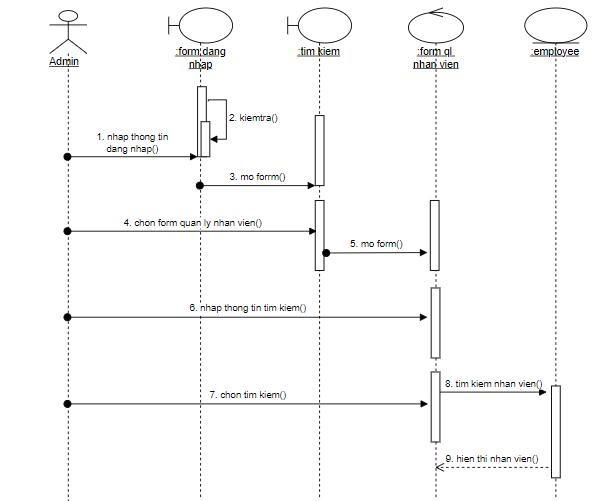 Admin
:form dang
nhap
:tim kiem
:form ql
nhan vien
:employee
2. kiemtra()
1. nhap thong tin
dang nhap()
3. mo forrm()
4. chon form quan ly nhan vien()
5. mo form()
6. nhap thong tin tim kiem()
8. tim kiem nhan vien()
7. chon tim kiem()
9. hien thi nhan vien()